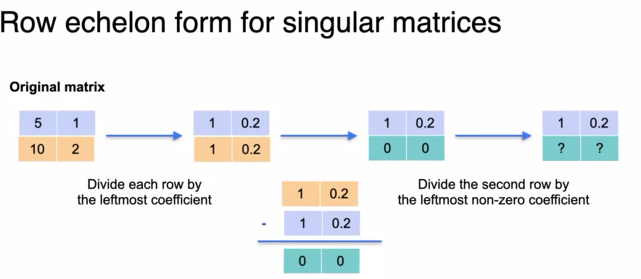 Row echelon form for singular matrices
Original matrix
5 1
10 2
1 0.2
1 0.2
1 0.2
0 0
1 0.2
? ?
Divide each row by
the leftmost coefficient
Divide the second row by
the leftmost non-zero coefficient
1 0.2
- 1 0.2
0 0